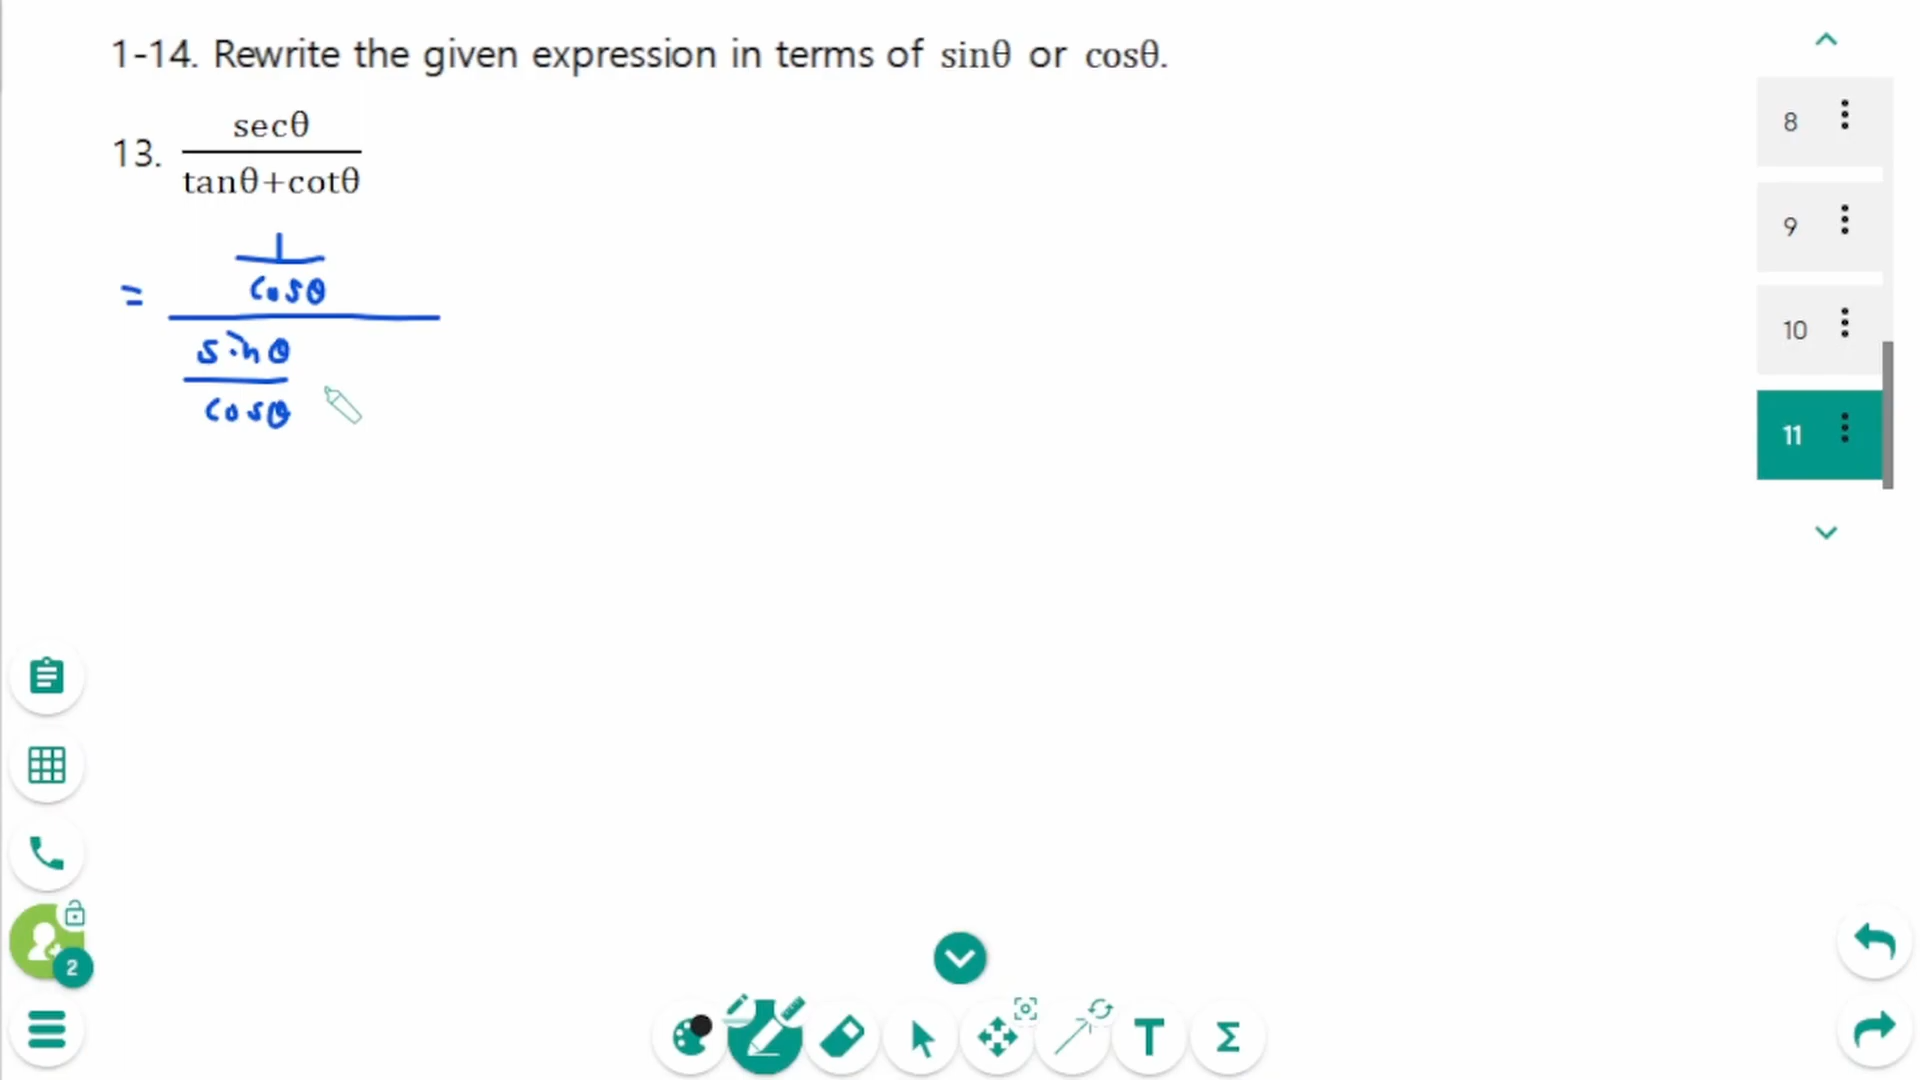 1-14. Rewrite the given expression in terms of sinθ or cosθ.
13. secθ
tanθ+cotθ
1
= cosθ
sinθ
cosθ
8
9
10
11
2
T
Σ